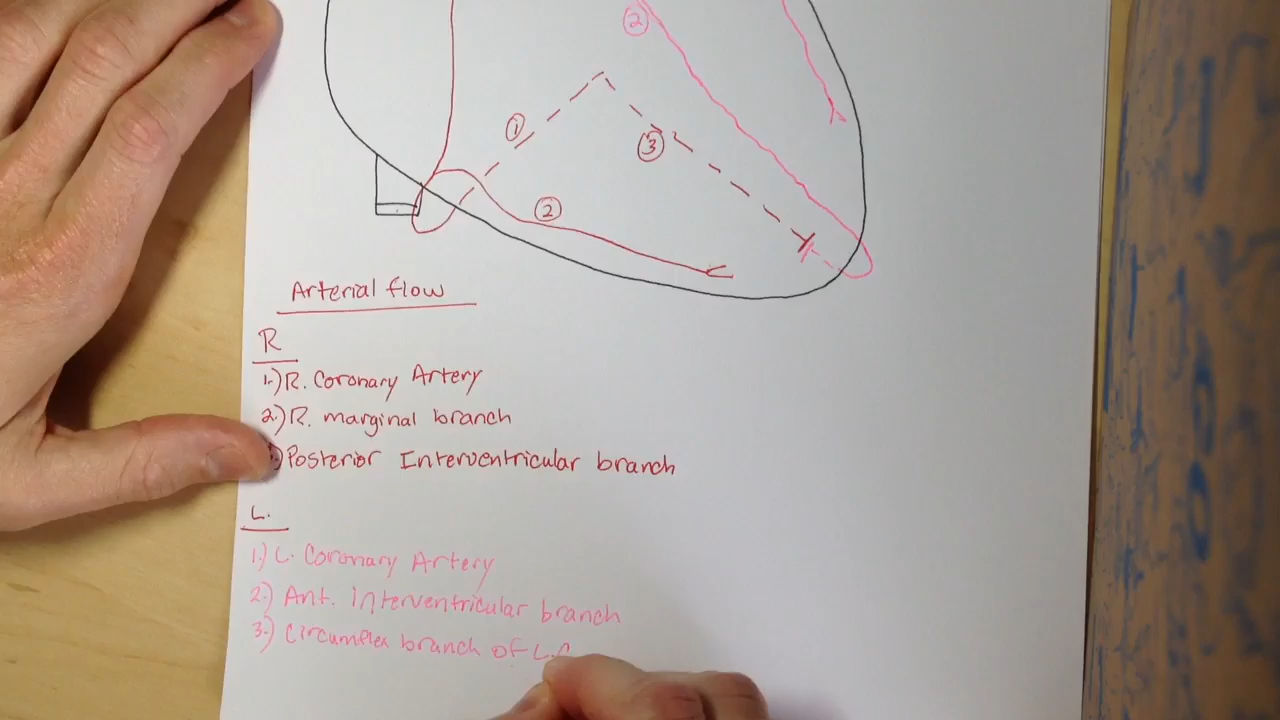 2
1
3
2
Arterial flow
R
1.) R. Coronary Artery
2.) R. marginal branch
) Posterior Interventricular branch
L.
1.) L. Coronary Artery
2.) Ant. Interventricular branch
3.) Circumflex branch of L.